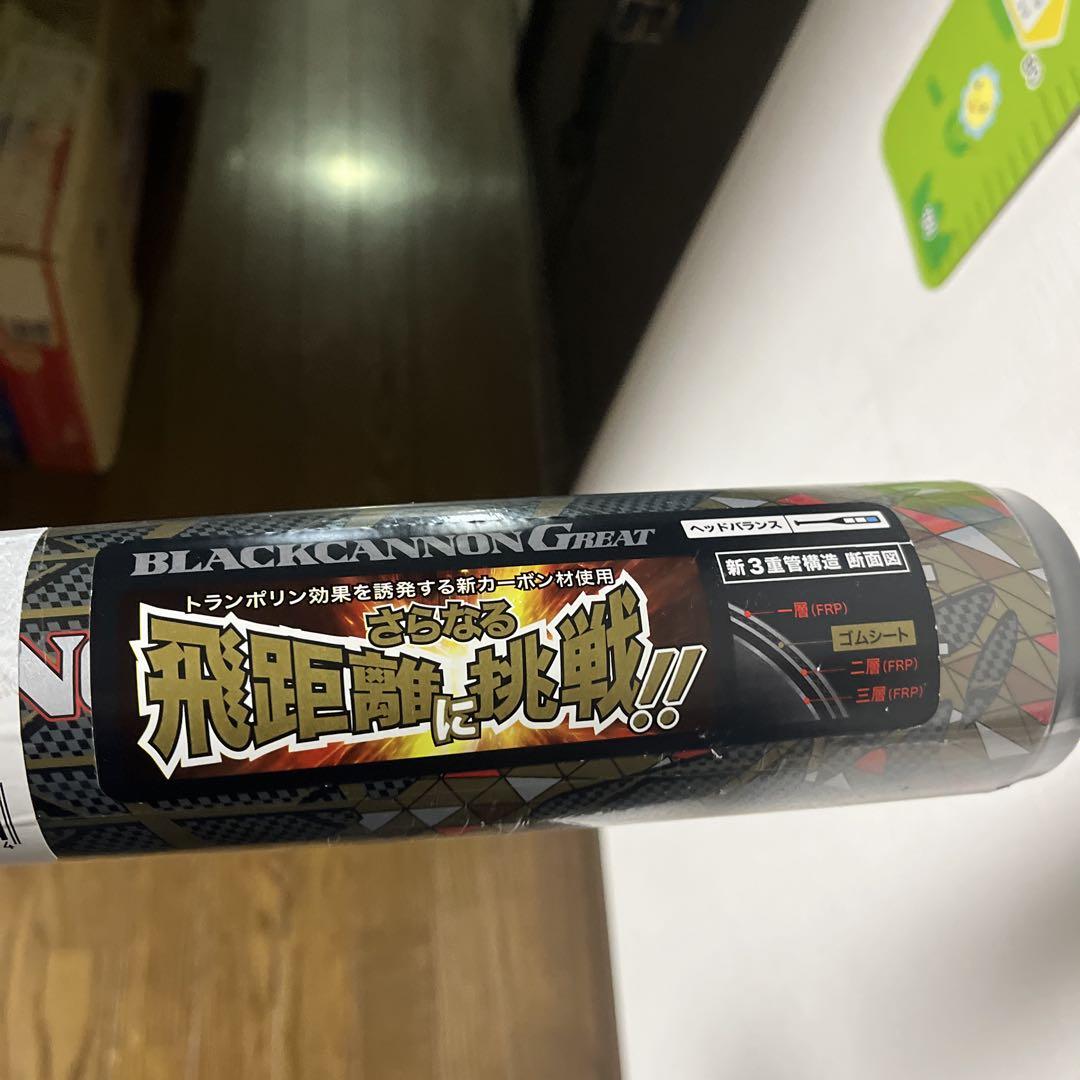 BLACKCANNON GREAT
ヘッドバランス
トランポリン効果を誘発する新カーボン材使用
さらなる
飛距離に挑戦!!
新3重管構造 断面図
一層(FRP)
ゴムシート
二層(FRP)
三層(FRP)